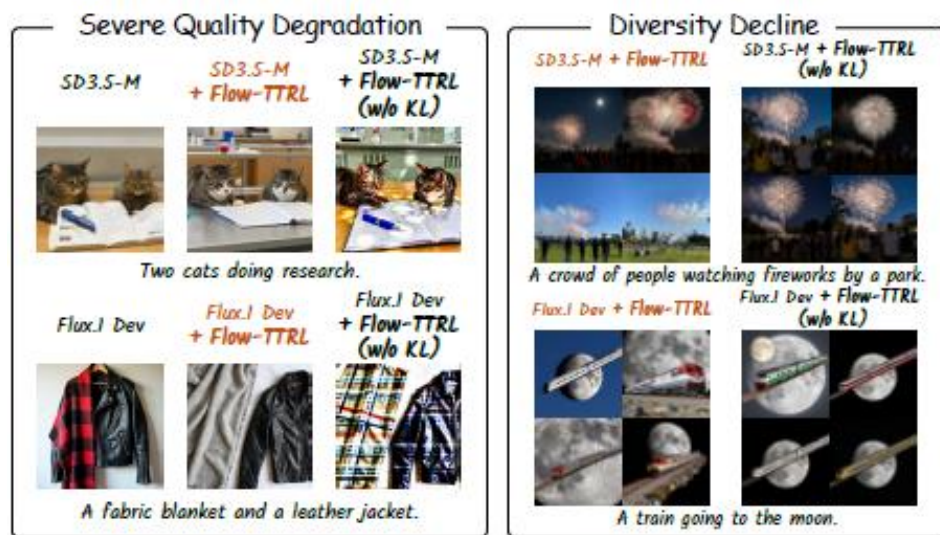 Severe Quality Degradation
SD3.5-M
SD3.5-M
+ Flow-TTRL
SD3.5-M
+ Flow-TTRL
(w/o KL)
Two cats doing research.
Flux.1 Dev
Flux.1 Dev
+ Flow-TTRL
Flux.1 Dev
+ Flow-TTRL
(w/o KL)
A fabric blanket and a leather jacket.
Diversity Decline
SD3.5-M + Flow-TTRL
SD3.5-M + Flow-TTRL
(w/o KL)
A crowd of people watching fireworks by a park.
Flux.1 Dev + Flow-TTRL
Flux.1 Dev + Flow-TTRL
(w/o KL)
A train going to the moon.